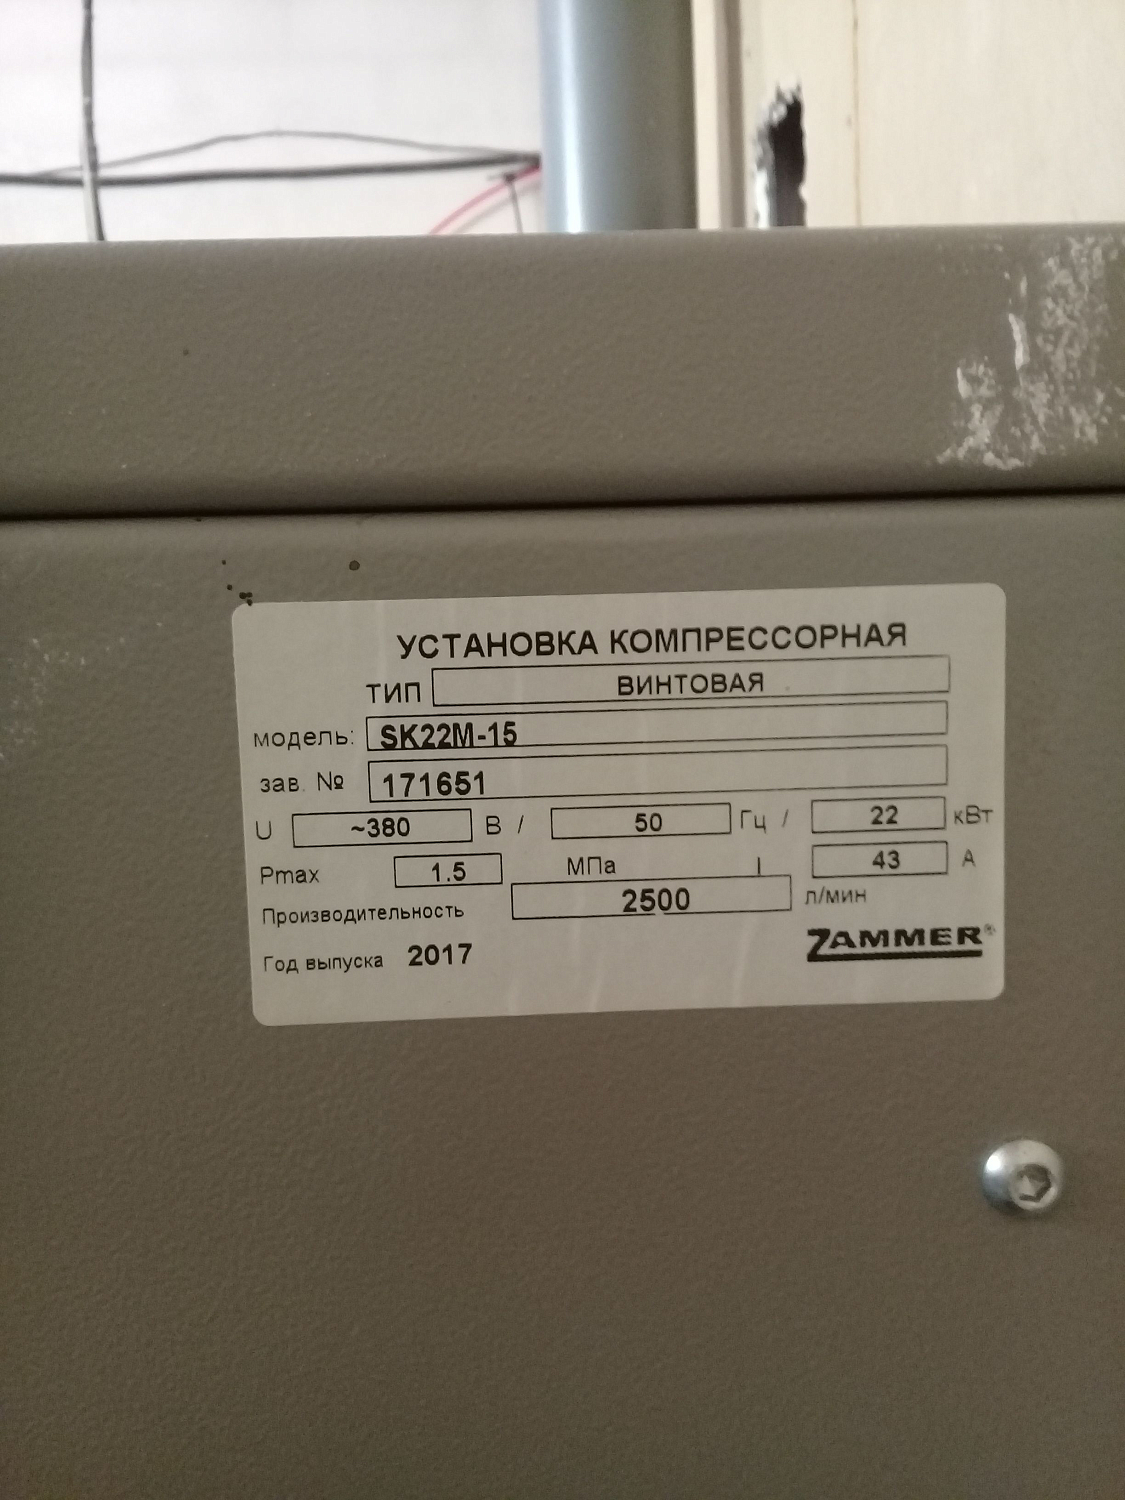 УСТАНОВКА КОМПРЕССОРНАЯ
ТИП ВИНТОВАЯ
модель: SK22M-15
зав. № 171651
U ~380 В / 50 Гц / 22 кВт
Pmax 1.5 МПа I 43 А
Производительность 2500 л/мин
Год выпуска 2017
ZAMMER®